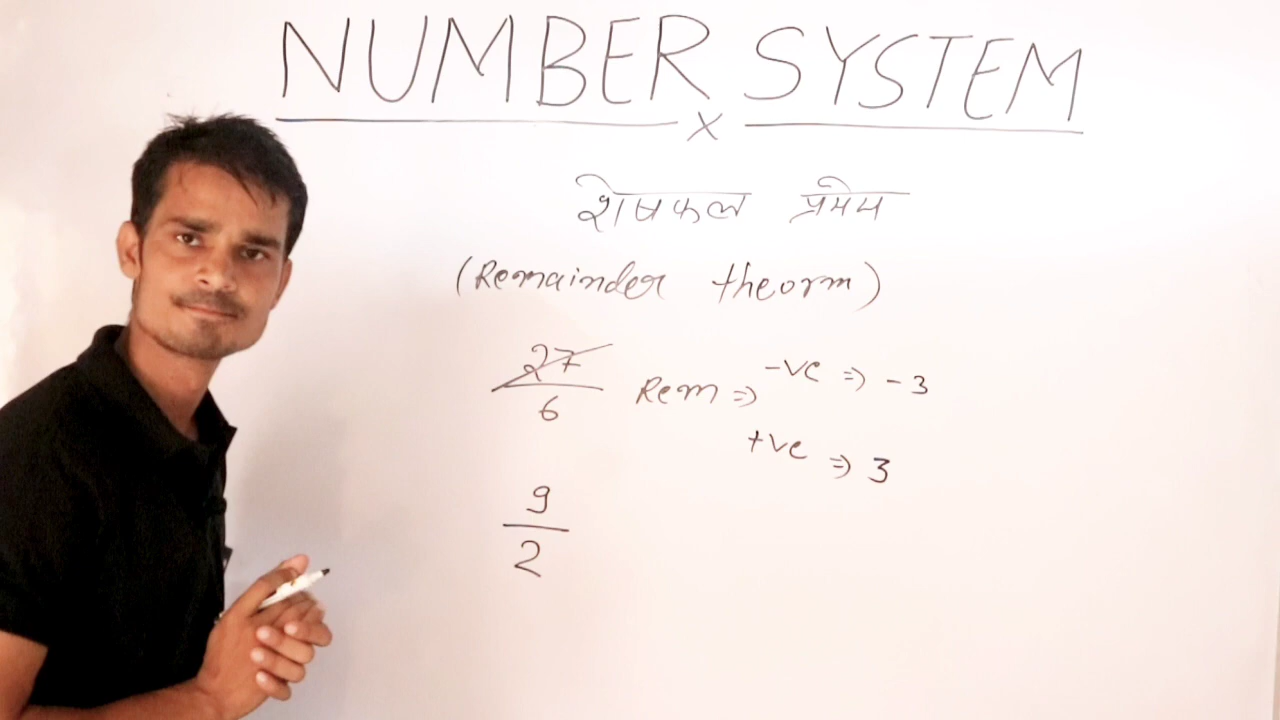 NUMBER SYSTEM
x
शेषफल प्रमेय
(Remainder theorm)
27/6 Rem ⇒ -ve ⇒ -3
+ve ⇒ 3
9/2